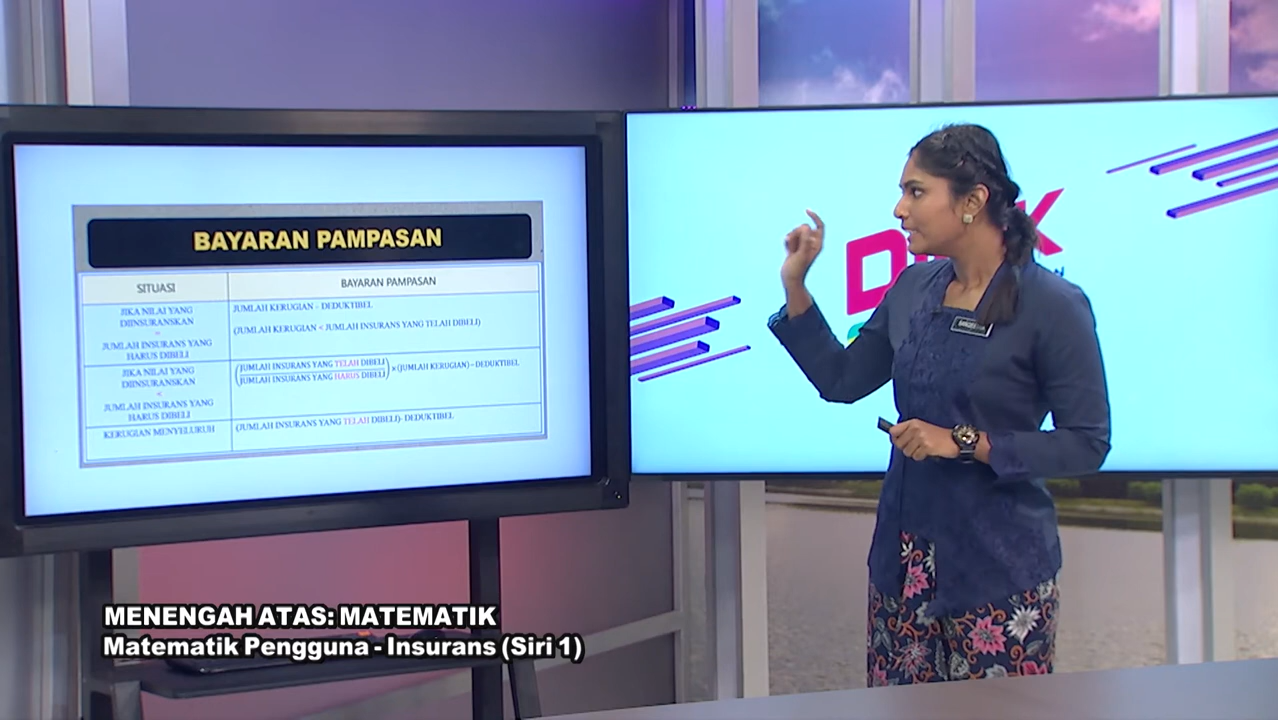 BAYARAN PAMPASAN
SITUASI
BAYARAN PAMPASAN
JIKA NILAI YANG
DIINSURANSKAN
=
JUMLAH INSURANS YANG
HARUS DIBELI
JUMLAH KERUGIAN – DEDUKTIBEL
(JUMLAH KERUGIAN < JUMLAH INSURANS YANG TELAH DIBELI)
JIKA NILAI YANG
DIINSURANSKAN
<
JUMLAH INSURANS YANG
HARUS DIBELI
(JUMLAH INSURANS YANG TELAH DIBELI
JUMLAH INSURANS YANG HARUS DIBELI) x (JUMLAH KERUGIAN) – DEDUKTIBEL
KERUGIAN MENYELURUH
(JUMLAH INSURANS YANG TELAH DIBELI) - DEDUKTIBEL
MENENGAH ATAS: MATEMATIK
Matematik Pengguna - Insurans (Siri 1)